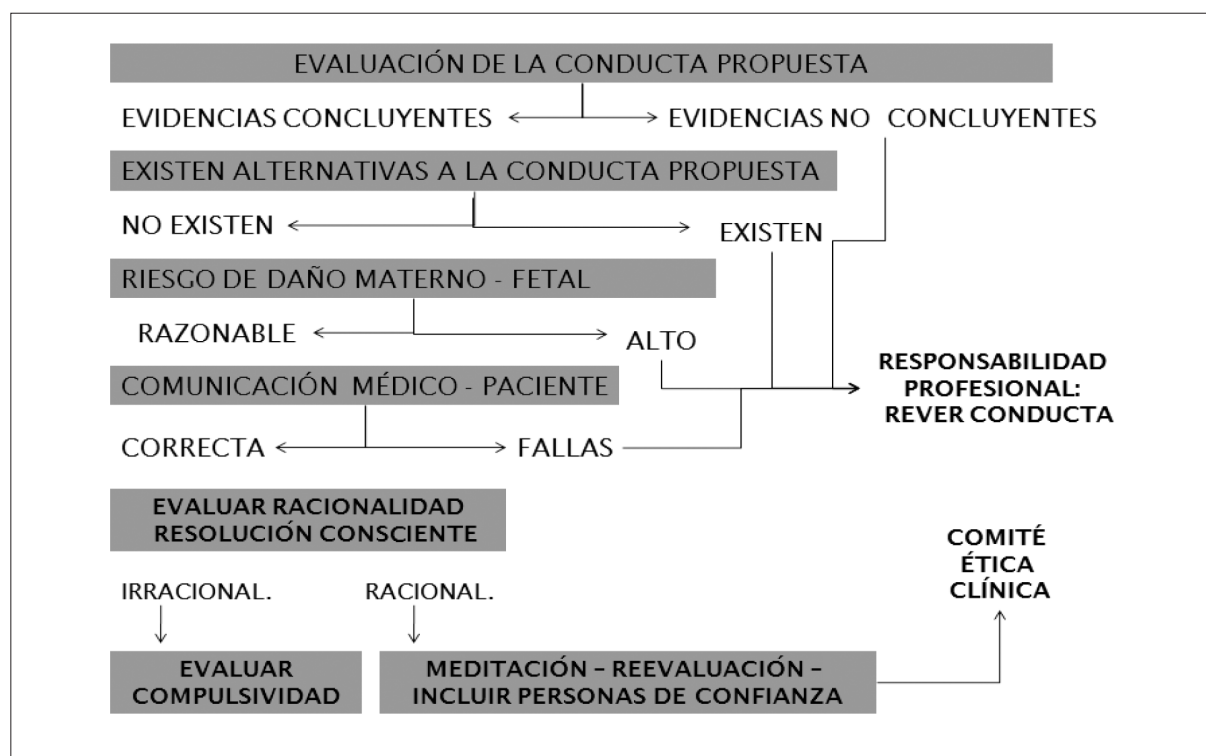 EVALUACIÓN DE LA CONDUCTA PROPUESTA
EVIDENCIAS CONCLUYENTES
EVIDENCIAS NO CONCLUYENTES
EXISTEN ALTERNATIVAS A LA CONDUCTA PROPUESTA
NO EXISTEN
EXISTEN
RIESGO DE DAÑO MATERNO - FETAL
RAZONABLE
ALTO
COMUNICACIÓN MÉDICO - PACIENTE
CORRECTA
FALLAS
RESPONSABILIDAD
PROFESIONAL:
REVER CONDUCTA
EVALUAR RACIONALIDAD
RESOLUCIÓN CONSCIENTE
IRRACIONAL.
RACIONAL.
EVALUAR
COMPULSIVIDAD
MEDITACIÓN – REEVALUACIÓN –
INCLUIR PERSONAS DE CONFIANZA
COMITÉ
ÉTICA
CLÍNICA